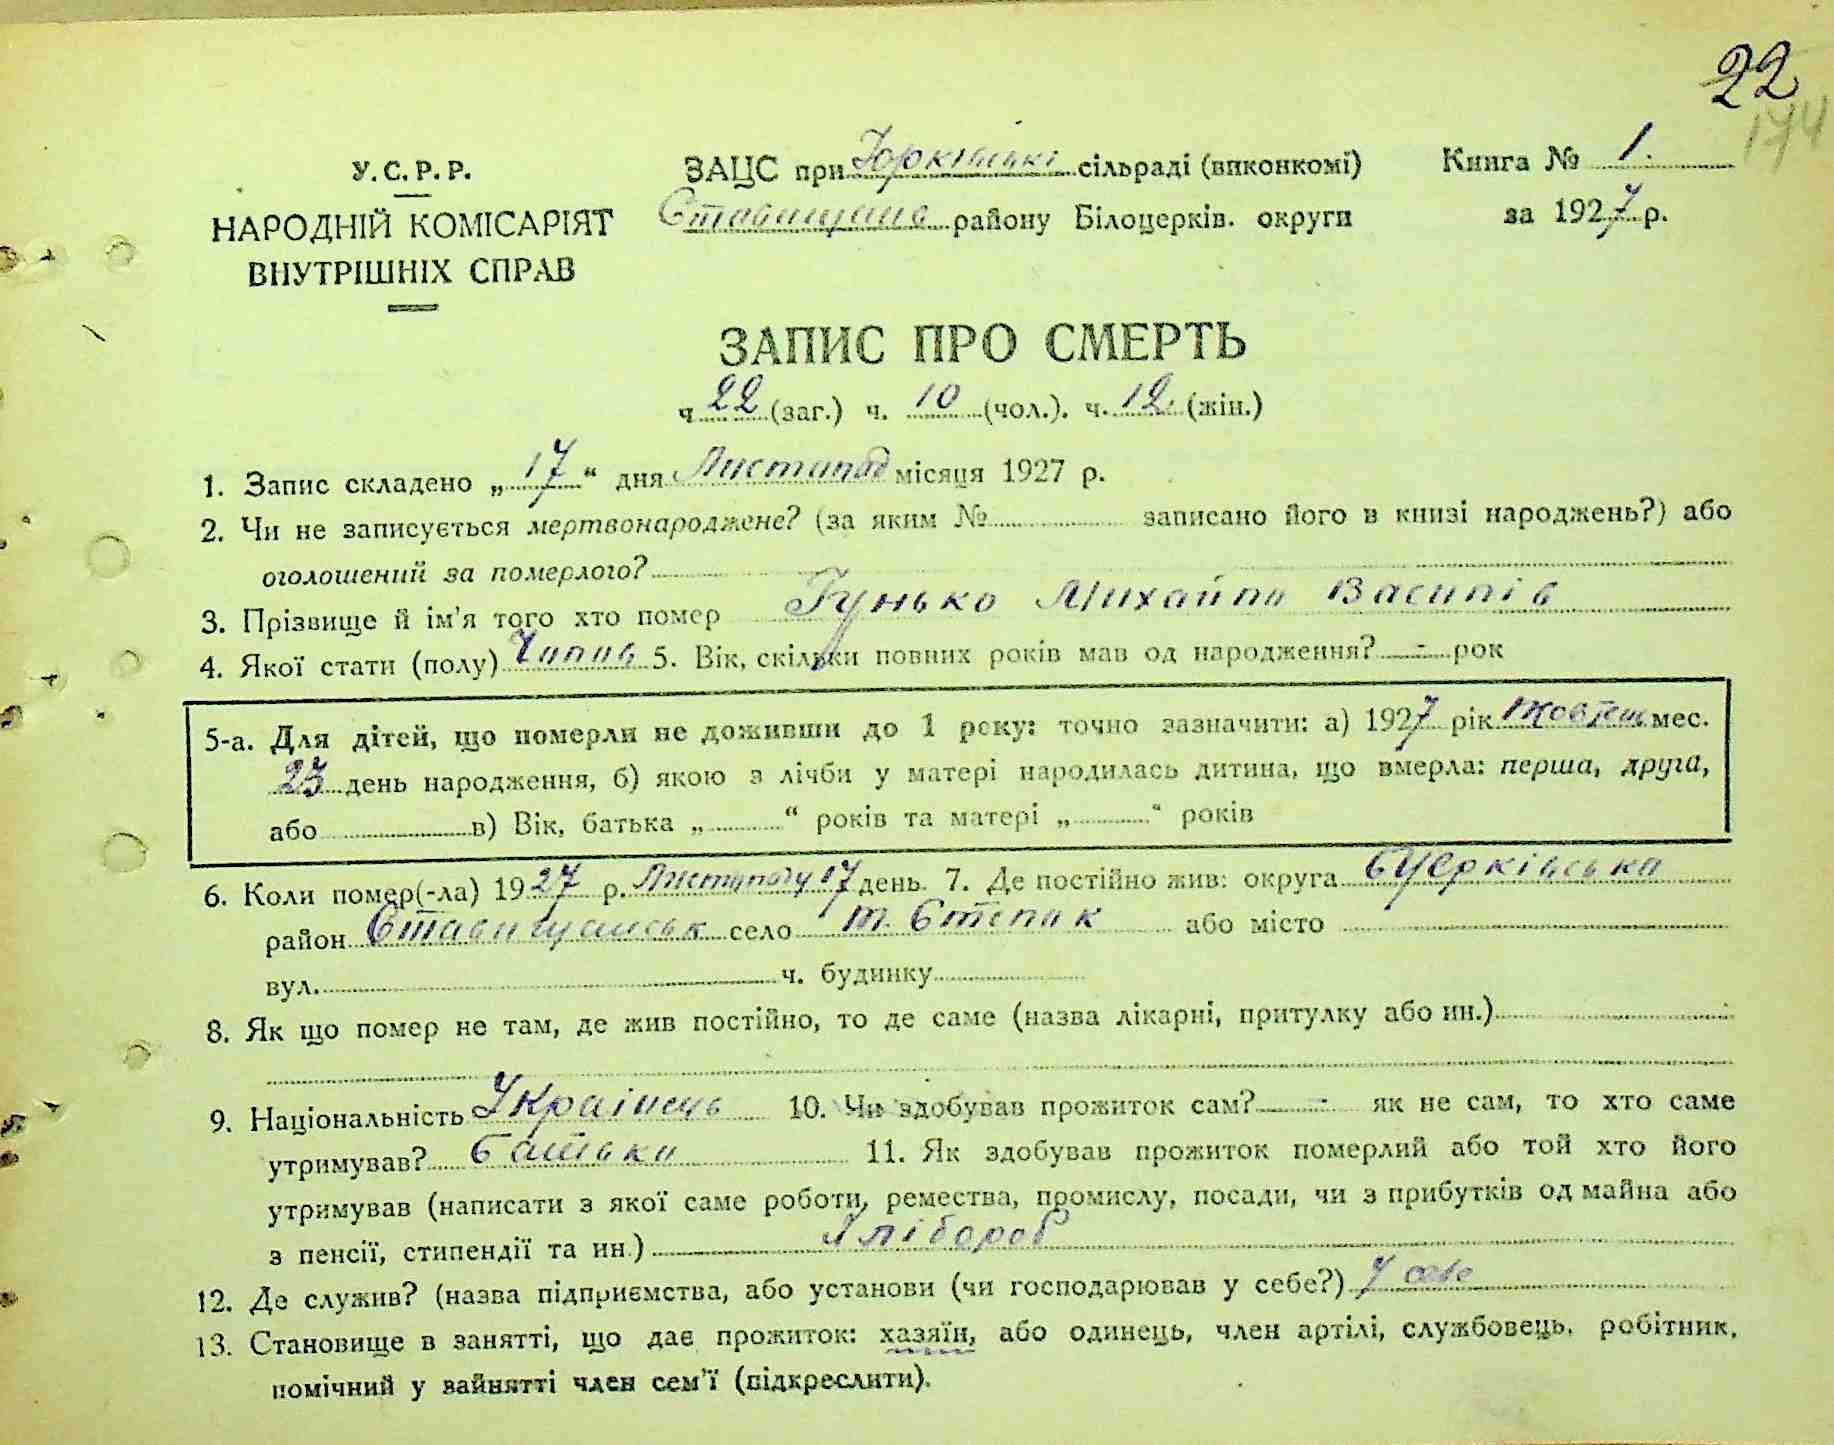 22
174
У.С.Р.Р.
НАРОДНІЙ КОМІСАРІЯТ
ВНУТРІШНІХ СПРАВ
ЗАЦС при Юрківські сільраді (виконкомі)
Ставищань району Білоцерків. округи
Книга № 1.
за 1927 р.
ЗАПИС ПРО СМЕРТЬ
ч 22 (заг.) ч. 10 (чол.). ч. 12 (жін.)
1. Запис складено „ 17 “ дня Листопад місяця 1927 р.
2. Чи не записується мертвонароджене? (за яким № записано його в книзі народжень?) або
оголошений за померлого?
3. Прізвище й ім'я того хто помер Гунько Михайло Василів
4. Якої стати (полу) Чолов 5. Вік, скільки повних років мав од народження? - рок
5-а. Для дітей, що померли не доживши до 1 року: точно зазначити: а) 1927 рік мес.
23 день народження, б) якою з лічби у матері народилась дитина, що вмерла: перша, друга,
або в) Вік, батька „ “ років та матері „ “ років
6. Коли помер(-ла) 1927 р. Листопаду 17 день. 7. Де постійно жив: округа БЦерківська
район Ставищанськ село т. Степок або місто
вул. ч. будинку
8. Як що помер не там, де жив постійно, то де саме (назва лікарні, притулку або ин.)
9. Національність Українець 10. Чи здобував прожиток сам? - як не сам, то хто саме
утримував? Батьки 11. Як здобував прожиток померлий або той хто його
утримував (написати з якої саме роботи, ремества, промислу, посади, чи з прибутків од майна або
з пенсії, стипендії та ин.) Хлібороб
12. Де служив? (назва підприємства, або установи (чи господарював у себе?) У себе
13. Становище в занятті, що дає прожиток: хазяїн, або одинець, член артілі, службовець, робітник,
помічний у зайнятті член сем'ї (підкреслити).